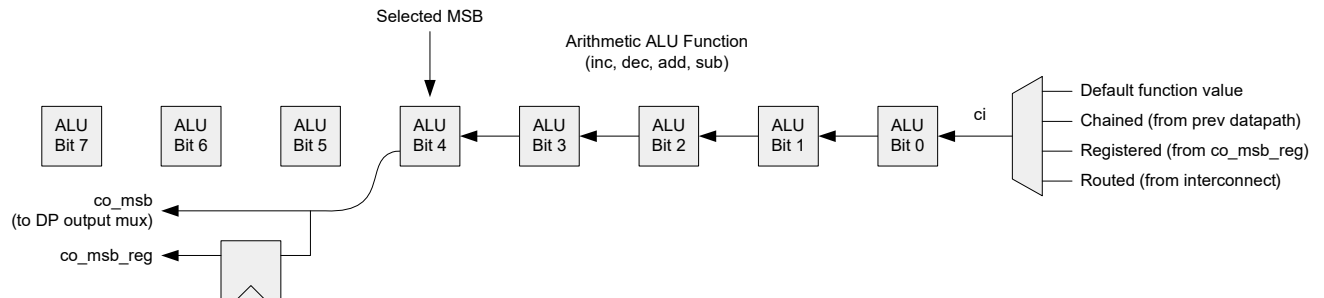 Selected MSB
Arithmetic ALU Function
(inc, dec, add, sub)
ALU
Bit 7
ALU
Bit 6
ALU
Bit 5
ALU
Bit 4
ALU
Bit 3
ALU
Bit 2
ALU
Bit 1
ALU
Bit 0
ci
Default function value
Chained (from prev datapath)
Registered (from co_msb_reg)
Routed (from interconnect)
co_msb
(to DP output mux)
co_msb_reg